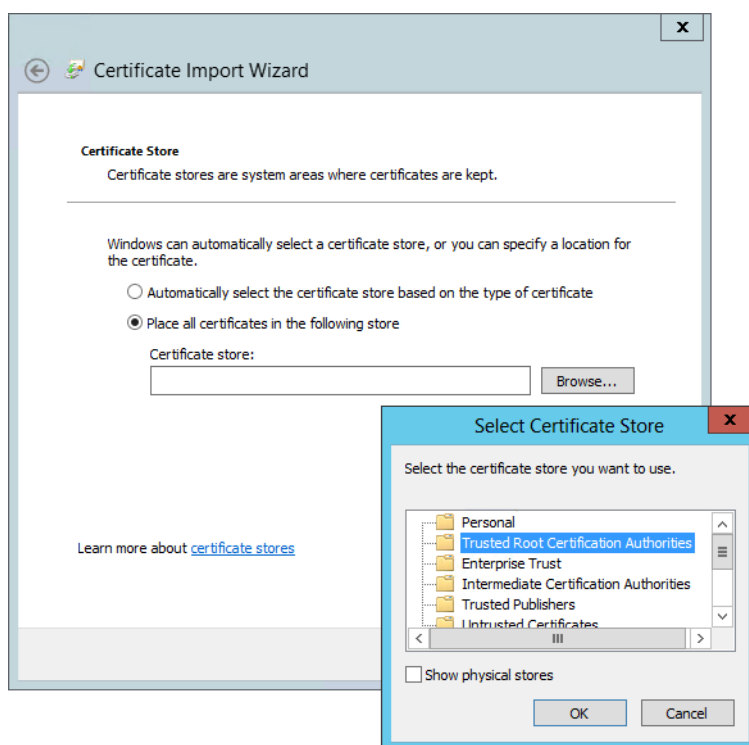 x
Certificate Import Wizard
Certificate Store
Certificate stores are system areas where certificates are kept.
Windows can automatically select a certificate store, or you can specify a location for
the certificate.
Automatically select the certificate store based on the type of certificate
Place all certificates in the following store
Certificate store:
Browse...
Learn more about certificate stores
x
Select Certificate Store
Select the certificate store you want to use.
Personal
Trusted Root Certification Authorities
Enterprise Trust
Intermediate Certification Authorities
Trusted Publishers
Untrusted Certificates
Show physical stores
OK
Cancel